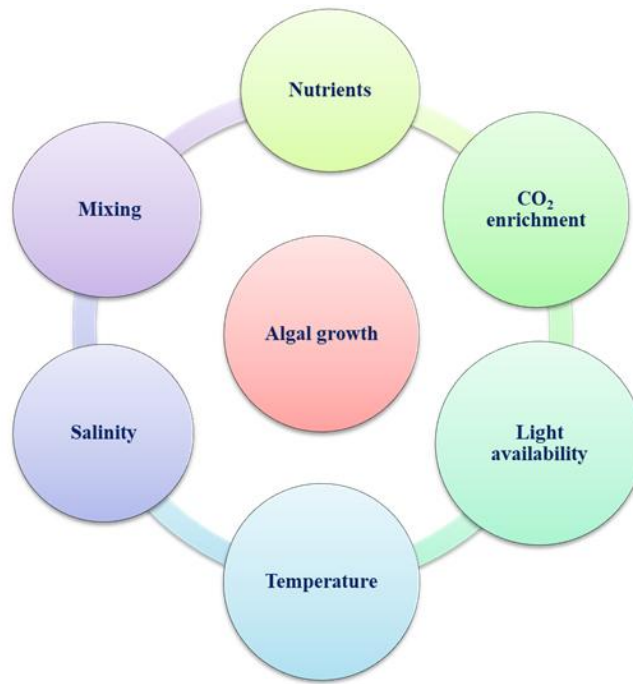 Nutrients
CO₂
enrichment
Mixing
Algal growth
Salinity
Light
availability
Temperature